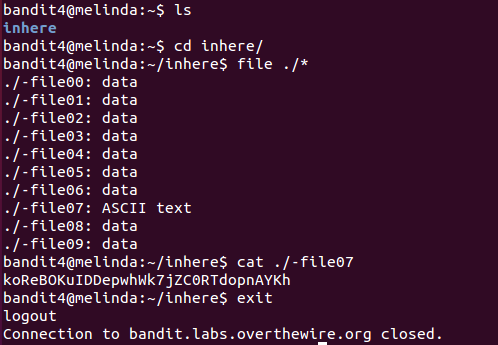 bandit4@melinda:~$ ls
inhere
bandit4@melinda:~$ cd inhere/
bandit4@melinda:~/inhere$ file ./*
./-file00: data
./-file01: data
./-file02: data
./-file03: data
./-file04: data
./-file05: data
./-file06: data
./-file07: ASCII text
./-file08: data
./-file09: data
bandit4@melinda:~/inhere$ cat ./-file07
koReBOKuIDDepwhWk7jZC0RTdopnAYKh
bandit4@melinda:~/inhere$ exit
logout
Connection to bandit.labs.overthewire.org closed.